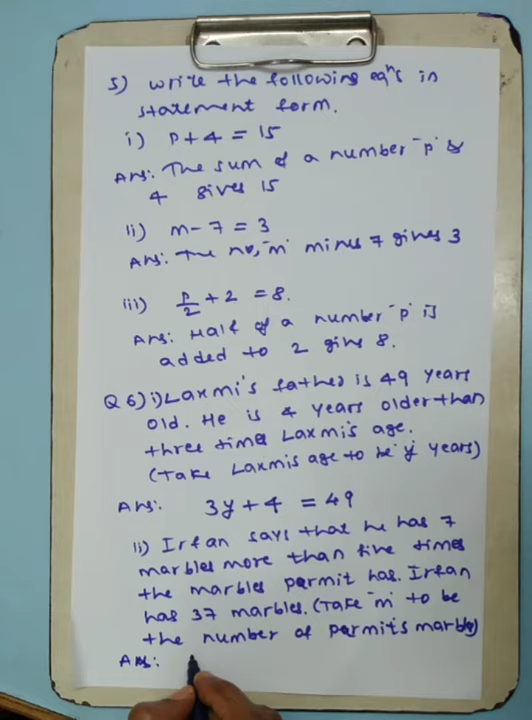 5) Write the following eqns in
statement form.
i) P + 4 = 15
Ans: The sum of a number 'p' &
4 gives 15
ii) m - 7 = 3
Ans: The no, 'm' minus 7 gives 3
iii) P/2 + 2 = 8.
Ans: Half of a number 'p' is
added to 2 give 8.
Q 6) i) Laxmi's father is 49 years
old. He is 4 years older than
three times Laxmi's age.
(Take Laxmis age to be 'y' years)
Ans: 3y + 4 = 49
ii) Irfan says that he has 7
marbles more than five times
the marbles permit has. Irfan
has 37 marbles. (Take 'm' to be
the number of permit's marbles)
Ans: